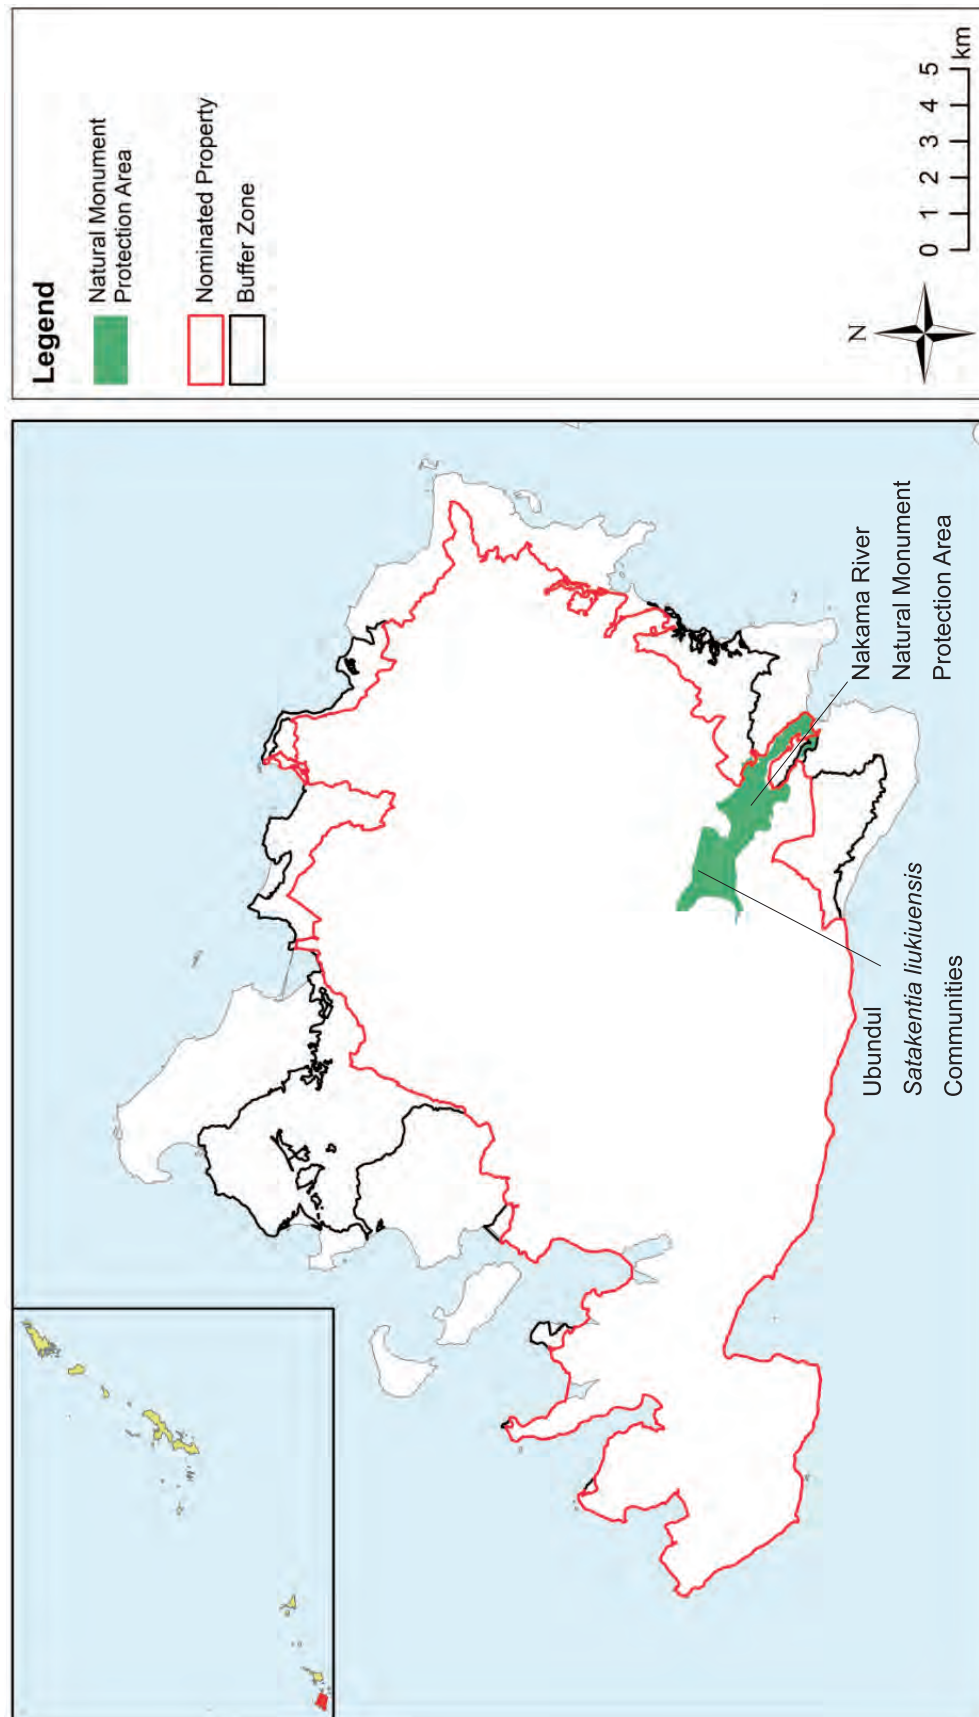 Legend
Natural Monument
Protection Area
Nominated Property
Buffer Zone
N
0 1 2 3 4 5
km
Nakama River
Natural Monument
Protection Area
Ubundul
Satakentia liukiuensis
Communities